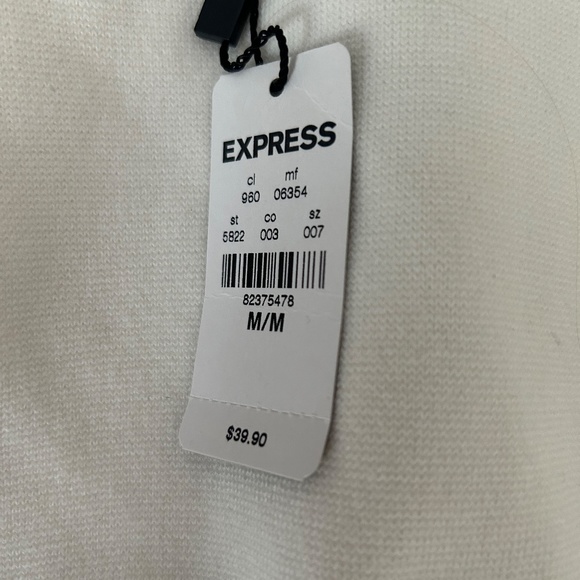 EXPRESS
cl mf
960 06354
st co sz
5822 003 007
82375478
M/M
$39.90